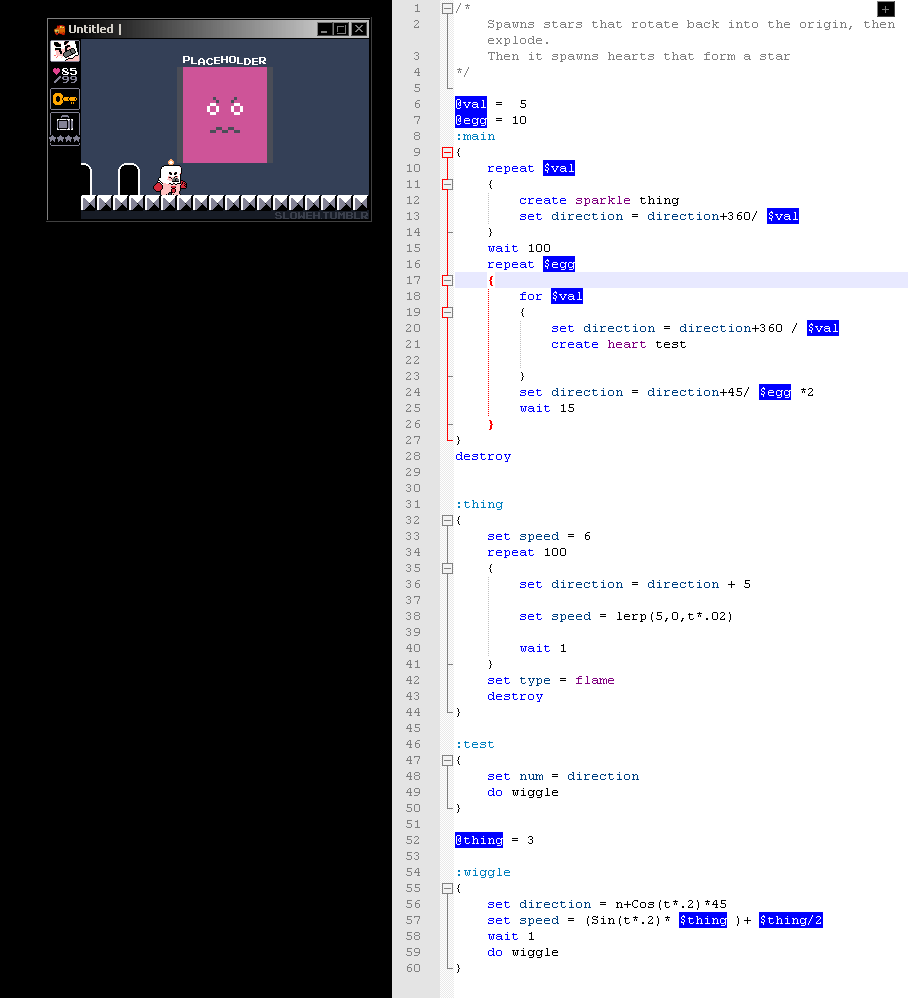 Untitled |
85
/99
PLACEHOLDER
SLOWEH.TUMBLR
+
1 /*
2 Spawns stars that rotate back into the origin, then
explode.
3 Then it spawns hearts that form a star
4 */
5
6 @val =  5
7 @egg = 10
8 :main
9 {
10 repeat $val
11 {
12 create sparkle thing
13 set direction = direction+360/ $val
14 }
15 wait 100
16 repeat $egg
17 {
18 for $val
19 {
20 set direction = direction+360 / $val
21 create heart test
22
23 }
24 set direction = direction+45/ $egg *2
25 wait 15
26 }
27 }
28 destroy
29
30
31 :thing
32 {
33 set speed = 6
34 repeat 100
35 {
36 set direction = direction + 5
37
38 set speed = lerp(5,0,t*.02)
39
40 wait 1
41 }
42 set type = flame
43 destroy
44 }
45
46 :test
47 {
48 set num = direction
49 do wiggle
50 }
51
52 @thing = 3
53
54 :wiggle
55 {
56 set direction = n+Cos(t*.2)*45
57 set speed = (Sin(t*.2)* $thing )+ $thing/2
58 wait 1
59 do wiggle
60 }